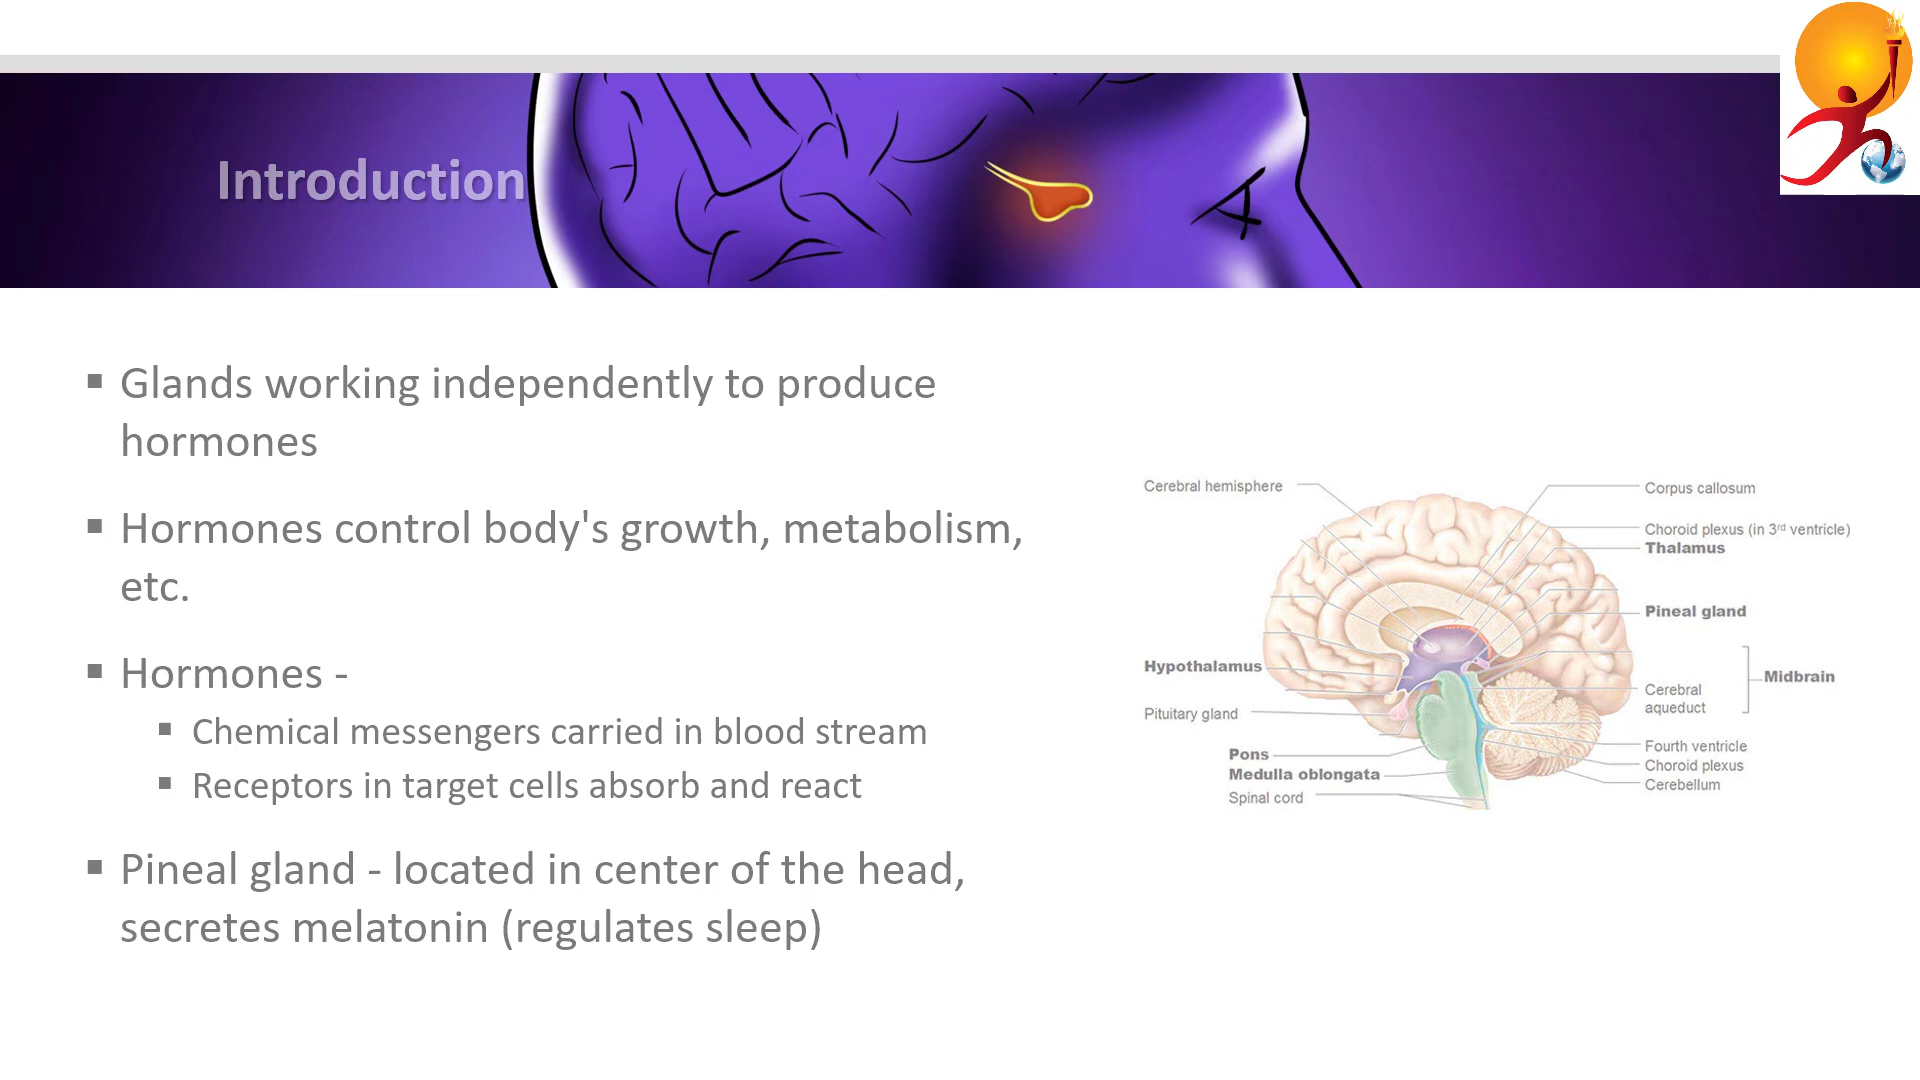 Introduction
▪ Glands working independently to produce
hormones
▪ Hormones control body's growth, metabolism,
etc.
▪ Hormones -
▪ Chemical messengers carried in blood stream
▪ Receptors in target cells absorb and react
▪ Pineal gland - located in center of the head,
secretes melatonin (regulates sleep)
Cerebral hemisphere
Hypothalamus
Pituitary gland
Pons
Medulla oblongata
Spinal cord
Corpus callosum
Choroid plexus (in 3rd ventricle)
Thalamus
Pineal gland
Midbrain
Cerebral
aqueduct
Fourth ventricle
Choroid plexus
Cerebellum